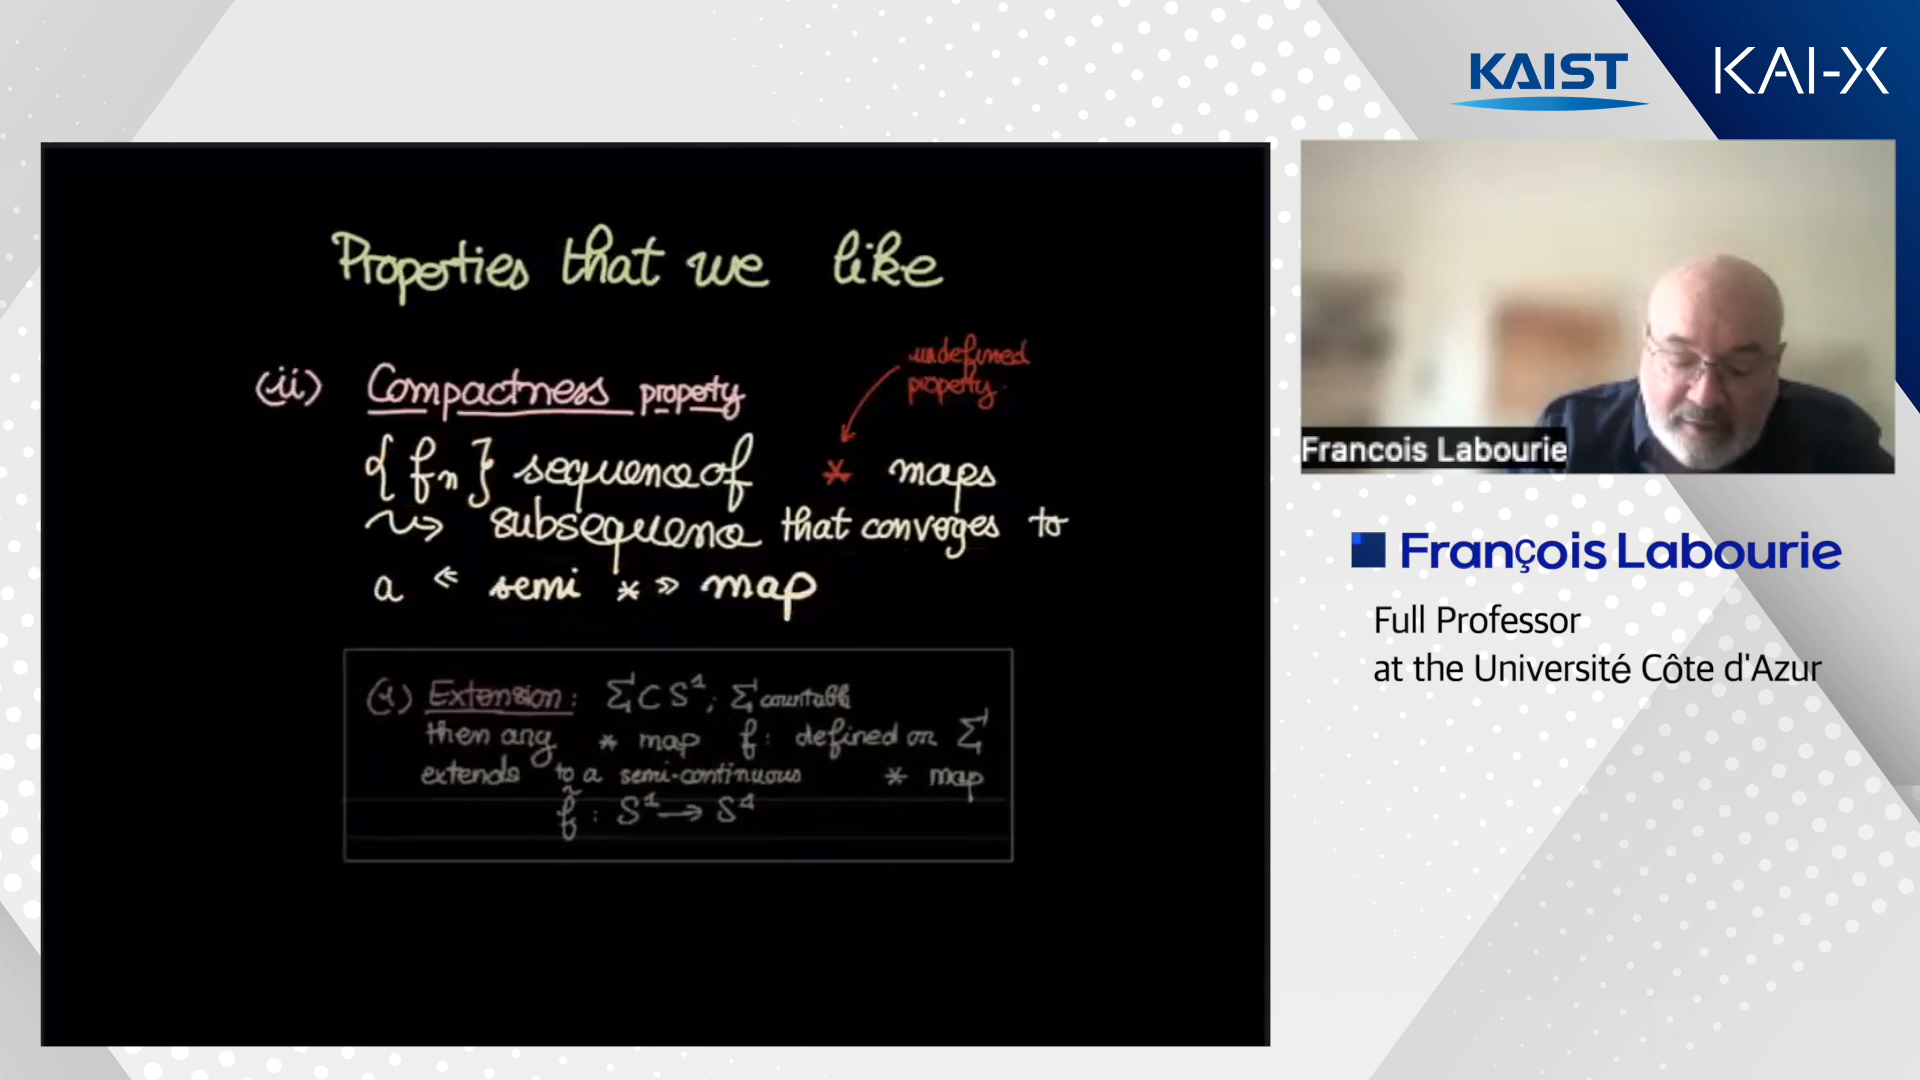 KAIST
KAI-X
Properties that we like
(ii) Compactness property
undefined
property.
{fn} sequence of * maps
↝ subsequence that converges to
a « semi * » map
(i) Extension : Σ ⊂ S¹; Σ countable
then any * map f : defined on Σ
extends to a semi-continuous * map
f̃ : S¹ → S¹
Francois Labourie
François Labourie
Full Professor
at the Université Côte d'Azur